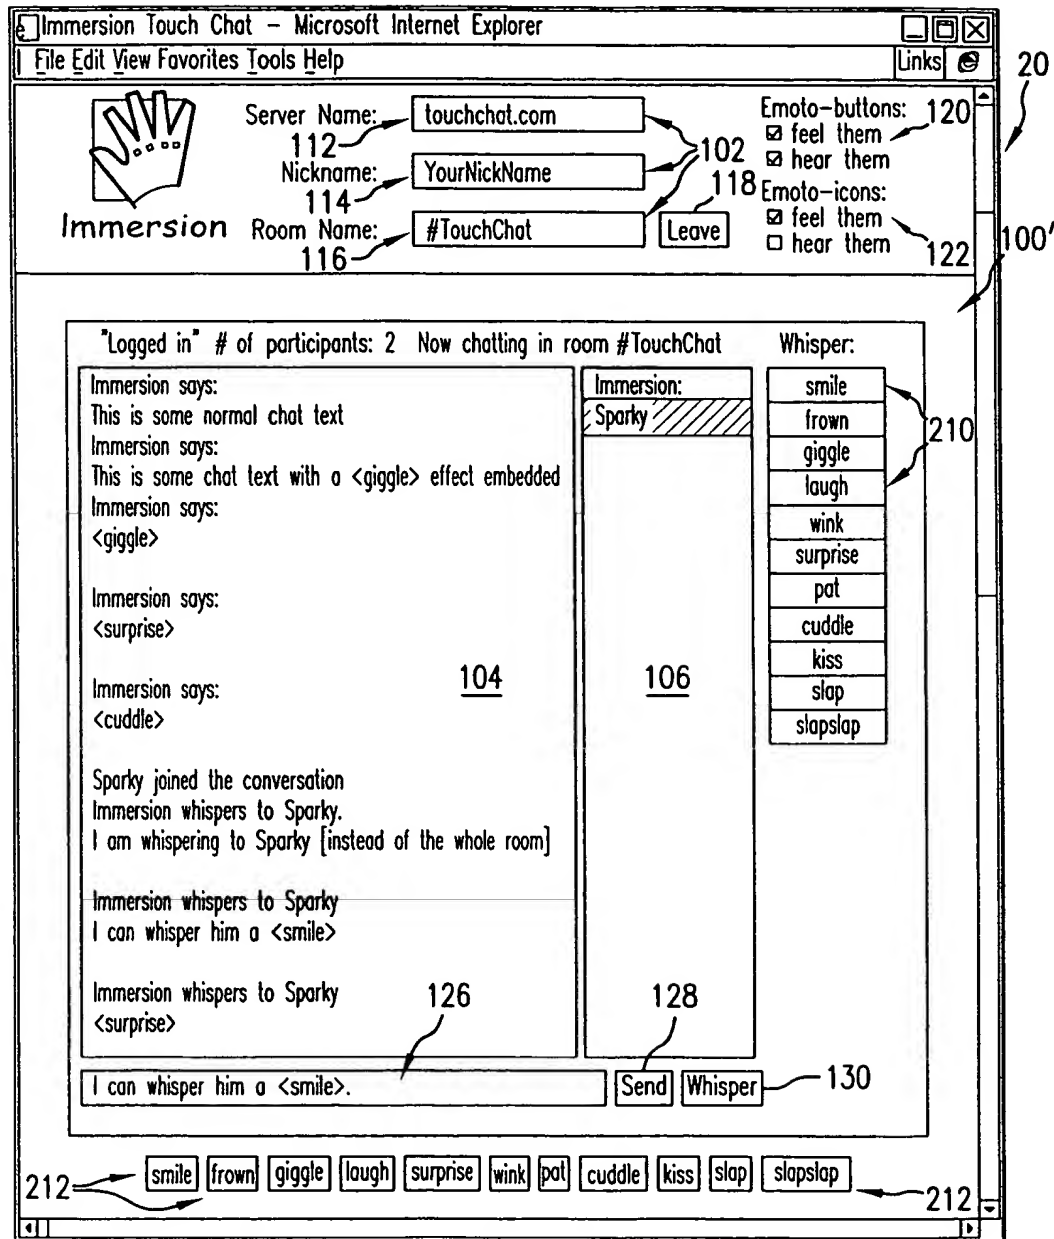 Immersion Touch Chat – Microsoft Internet Explorer
File Edit View Favorites Tools Help
Links
20
Immersion
Server Name:
touchchat.com
112
Nickname:
YourNickName
114
Room Name:
#TouchChat
116
102
118
Leave
Emoto-buttons:
feel them
hear them
120
Emoto-icons:
feel them
hear them
122
100'
"Logged in" # of participants: 2 Now chatting in room #TouchChat
Whisper:
Immersion says:
This is some normal chat text
Immersion says:
This is some chat text with a <giggle> effect embedded
Immersion says:
<giggle>
Immersion says:
<surprise>
Immersion says:
<cuddle>
Sparky joined the conversation
Immersion whispers to Sparky.
I am whispering to Sparky [instead of the whole room]
Immersion whispers to Sparky
I can whisper him a <smile>
Immersion whispers to Sparky
<surprise>
104
126
Immersion:
Sparky
106
128
smile
frown
giggle
laugh
wink
surprise
pat
cuddle
kiss
slap
slapslap
210
I can whisper him a <smile>.
Send Whisper
130
212
smile frown giggle laugh surprise wink pat cuddle kiss slap slapslap
212